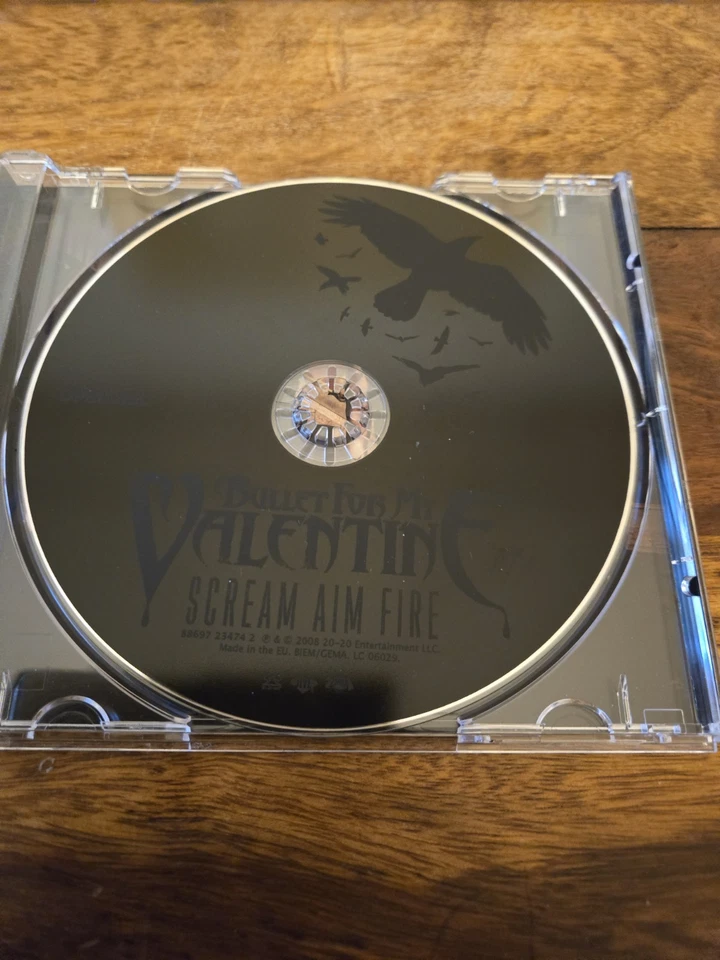 BULLET FOR MY
VALENTINE
SCREAM AIM FIRE
88697 23474 2 ℗ & © 2008 20-20 Entertainment LLC.
Made in the EU. BIEM/GEMA. LC 06029.